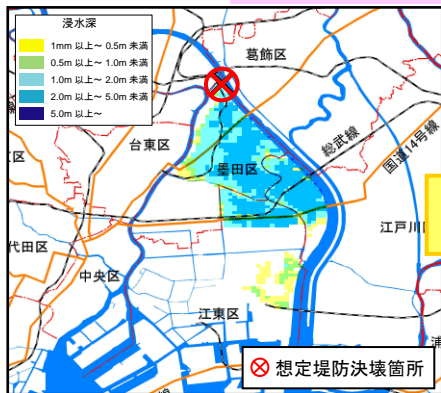 浸水深
1mm 以上～ 0.5m 未満
0.5m 以上～ 1.0m 未満
1.0m 以上～ 2.0m 未満
2.0m 以上～ 5.0m 未満
5.0m 以上～
葛飾区
台東区
総武線
国道14号線
墨田区
江戸川
代田区
中央区
江東区
浦
想定堤防決壊箇所